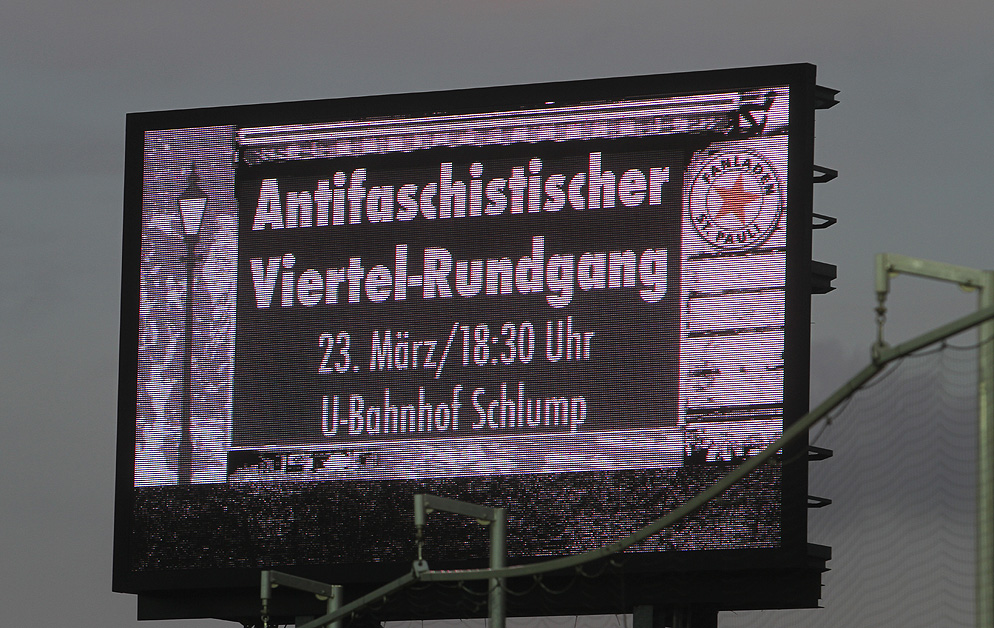 Antifaschistischer
Viertel-Rundgang
23. März/18:30 Uhr
U-Bahnhof Schlump
FANLADEN
ST. PAULI